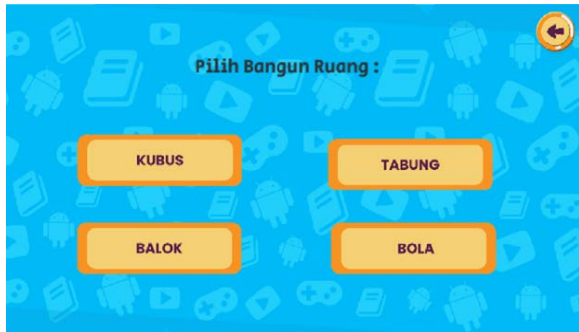 Pilih Bangun Ruang :
KUBUS
TABUNG
BALOK
BOLA